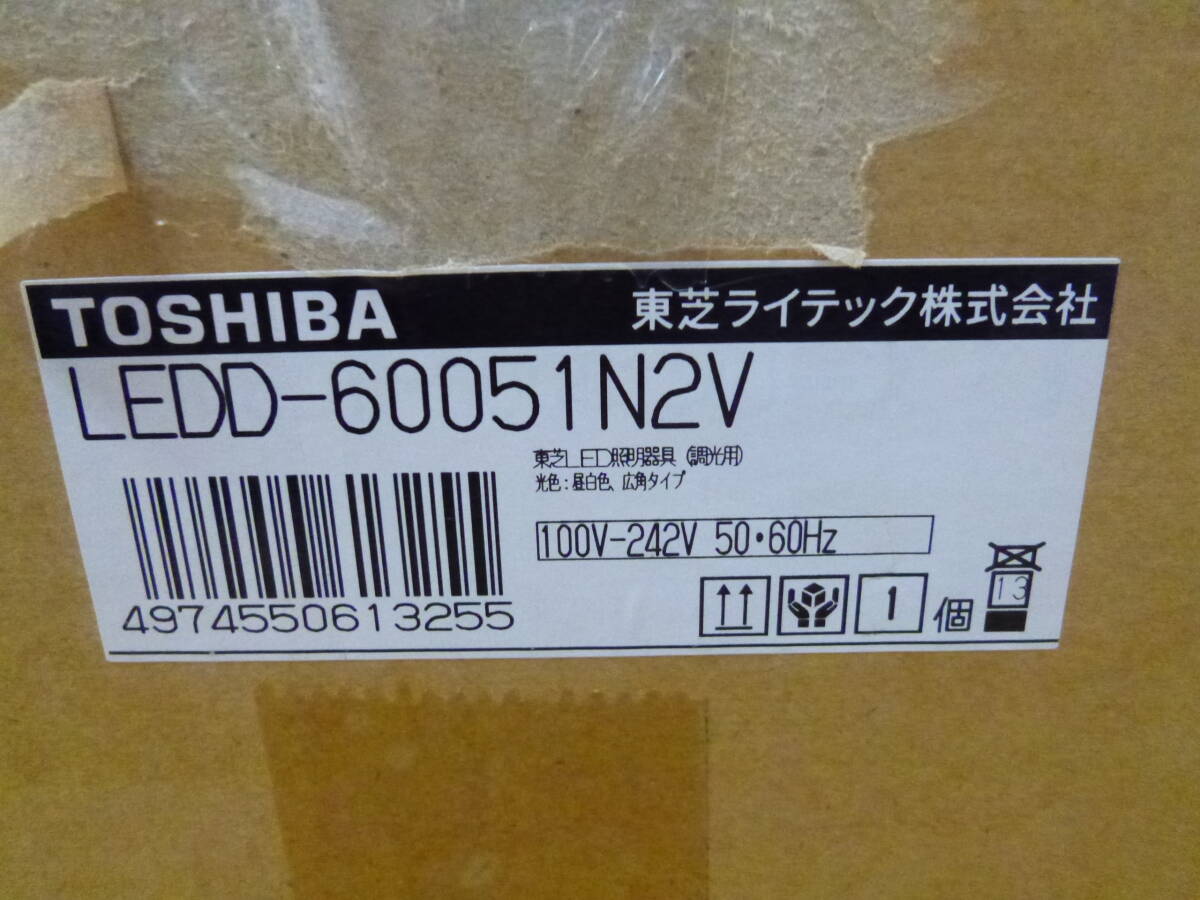 TOSHIBA 東芝ライテック株式会社
LEDD-60051N2V
東芝LED照明器具 (調光用)
光色:昼白色、広角タイプ
100V-242V 50・60Hz
4974550613255
1 個
13